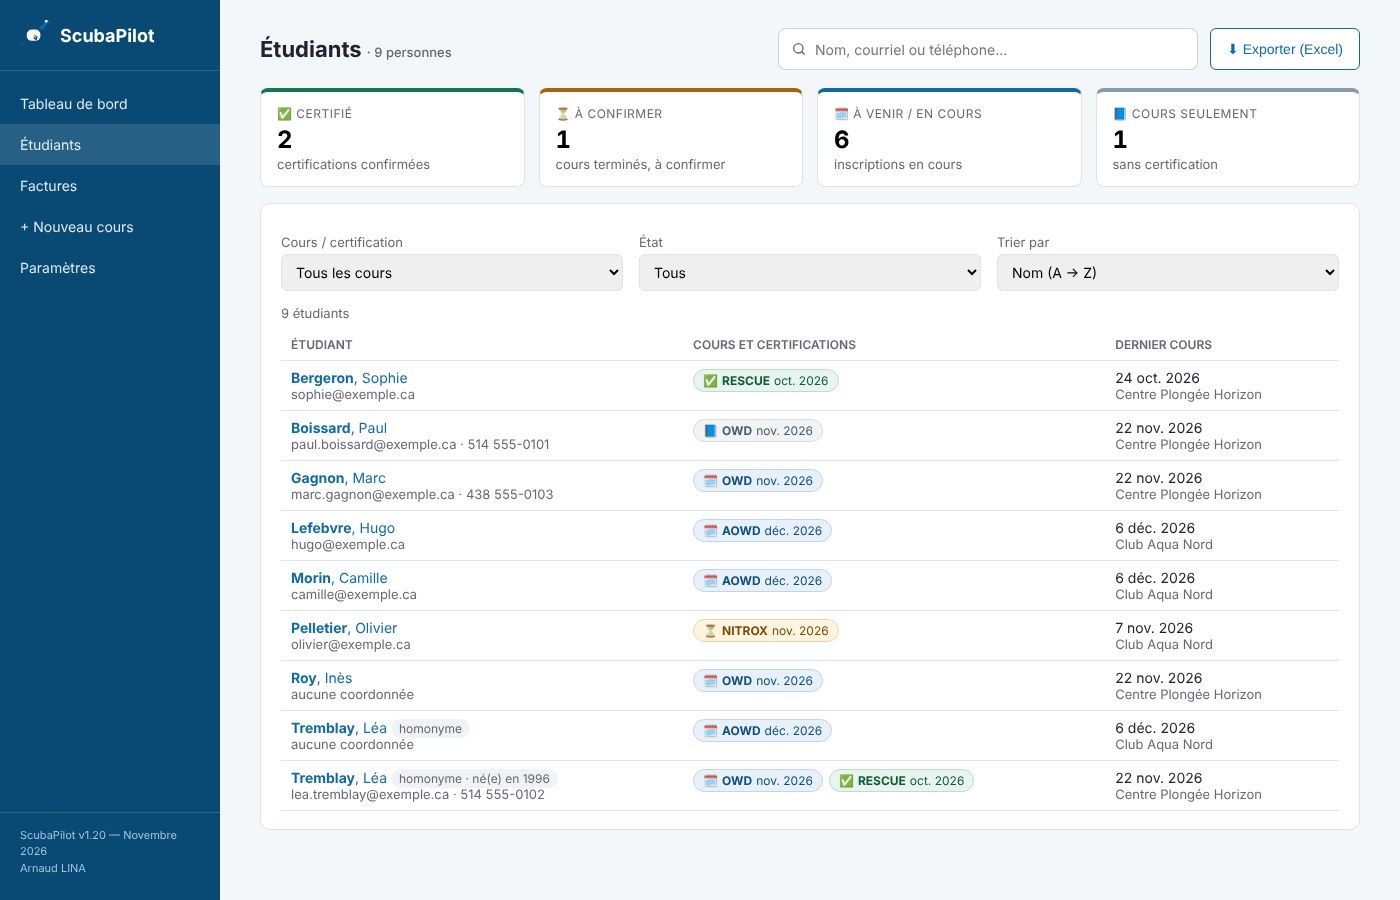 ScubaPilot
Tableau de bord
Étudiants
Factures
+ Nouveau cours
Paramètres
ScubaPilot v1.20 — Novembre
2026
Arnaud LINA
Étudiants · 9 personnes
Nom, courriel ou téléphone…
⬇ Exporter (Excel)
✅ CERTIFIÉ
2
certifications confirmées
⏳ À CONFIRMER
1
cours terminés, à confirmer
🗓️ À VENIR / EN COURS
6
inscriptions en cours
📘 COURS SEULEMENT
1
sans certification
Cours / certification
Tous les cours
État
Tous
Trier par
Nom (A → Z)
9 étudiants
ÉTUDIANT COURS ET CERTIFICATIONS DERNIER COURS
Bergeron, Sophie ✅ RESCUE oct. 2026 24 oct. 2026
sophie@exemple.ca Centre Plongée Horizon
Boissard, Paul 📘 OWD nov. 2026 22 nov. 2026
paul.boissard@exemple.ca · 514 555-0101 Centre Plongée Horizon
Gagnon, Marc 🗓️ OWD nov. 2026 22 nov. 2026
marc.gagnon@exemple.ca · 438 555-0103 Centre Plongée Horizon
Lefebvre, Hugo 🗓️ AOWD déc. 2026 6 déc. 2026
hugo@exemple.ca Club Aqua Nord
Morin, Camille 🗓️ AOWD déc. 2026 6 déc. 2026
camille@exemple.ca Club Aqua Nord
Pelletier, Olivier ⏳ NITROX nov. 2026 7 nov. 2026
olivier@exemple.ca Club Aqua Nord
Roy, Inès 🗓️ OWD nov. 2026 22 nov. 2026
aucune coordonnée Centre Plongée Horizon
Tremblay, Léa homonyme 🗓️ AOWD déc. 2026 6 déc. 2026
aucune coordonnée Club Aqua Nord
Tremblay, Léa homonyme · né(e) en 1996 🗓️ OWD nov. 2026 ✅ RESCUE oct. 2026 22 nov. 2026
lea.tremblay@exemple.ca · 514 555-0102 Centre Plongée Horizon